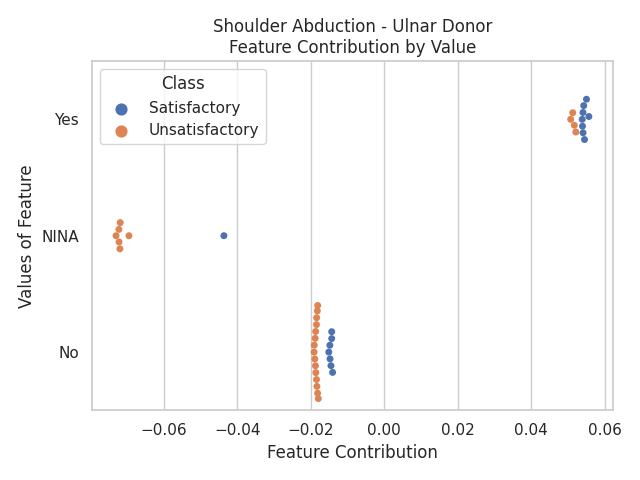 Shoulder Abduction - Ulnar Donor
Feature Contribution by Value
Class
Satisfactory
Unsatisfactory
Values of Feature
Yes
NINA
No
−0.06 −0.04 −0.02 0.00 0.02 0.04 0.06
Feature Contribution